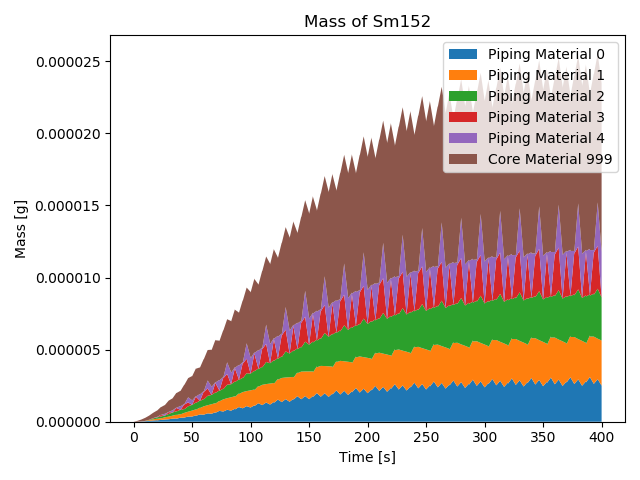 Mass of Sm152
Piping Material 0
Piping Material 1
Piping Material 2
Piping Material 3
Piping Material 4
Core Material 999
0.000025
0.000020
0.000015
0.000010
0.000005
0.000000
Mass [g]
0 50 100 150 200 250 300 350 400
Time [s]